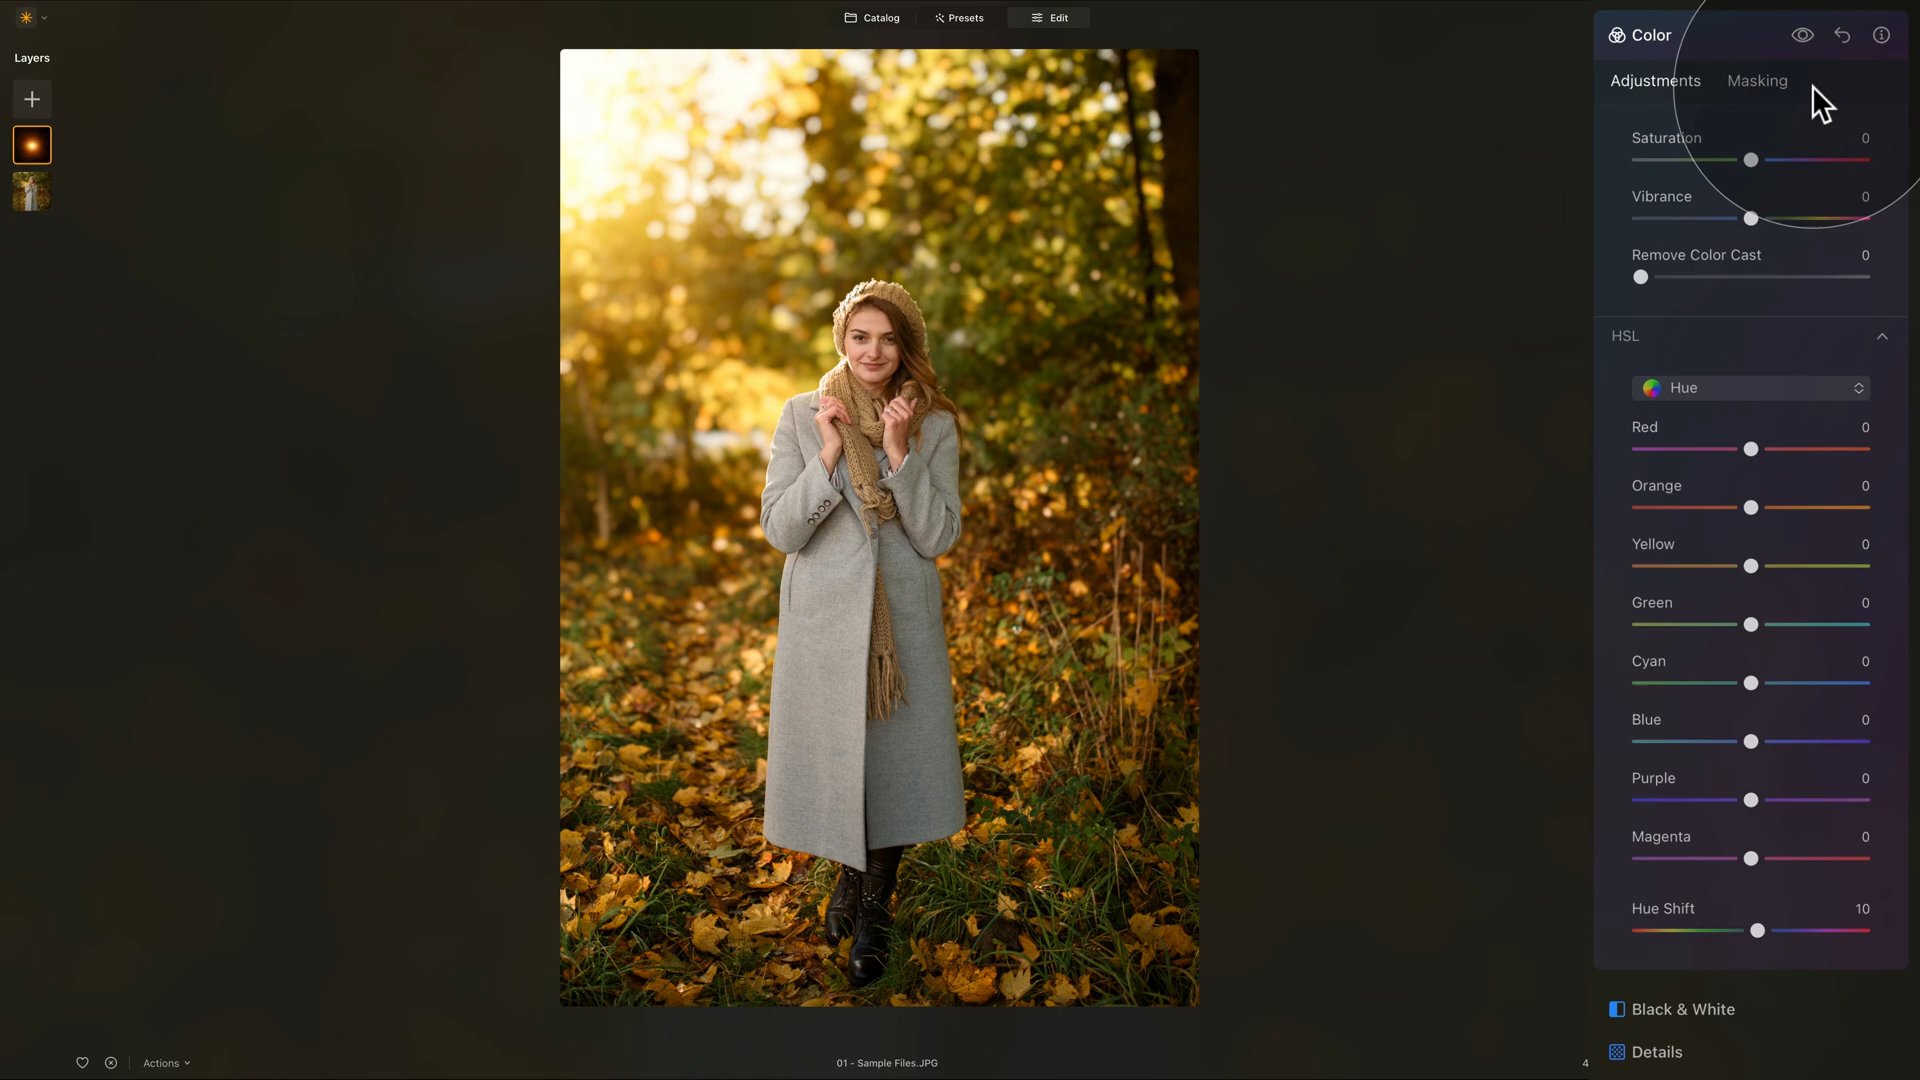 Catalog
Presets
Edit
Layers
Color
Adjustments
Masking
Saturation 0
Vibrance 0
Remove Color Cast 0
HSL
Hue
Red 0
Orange 0
Yellow 0
Green 0
Cyan 0
Blue 0
Purple 0
Magenta 0
Hue Shift 10
Black & White
Details
Actions
01 - Sample Files.JPG
4